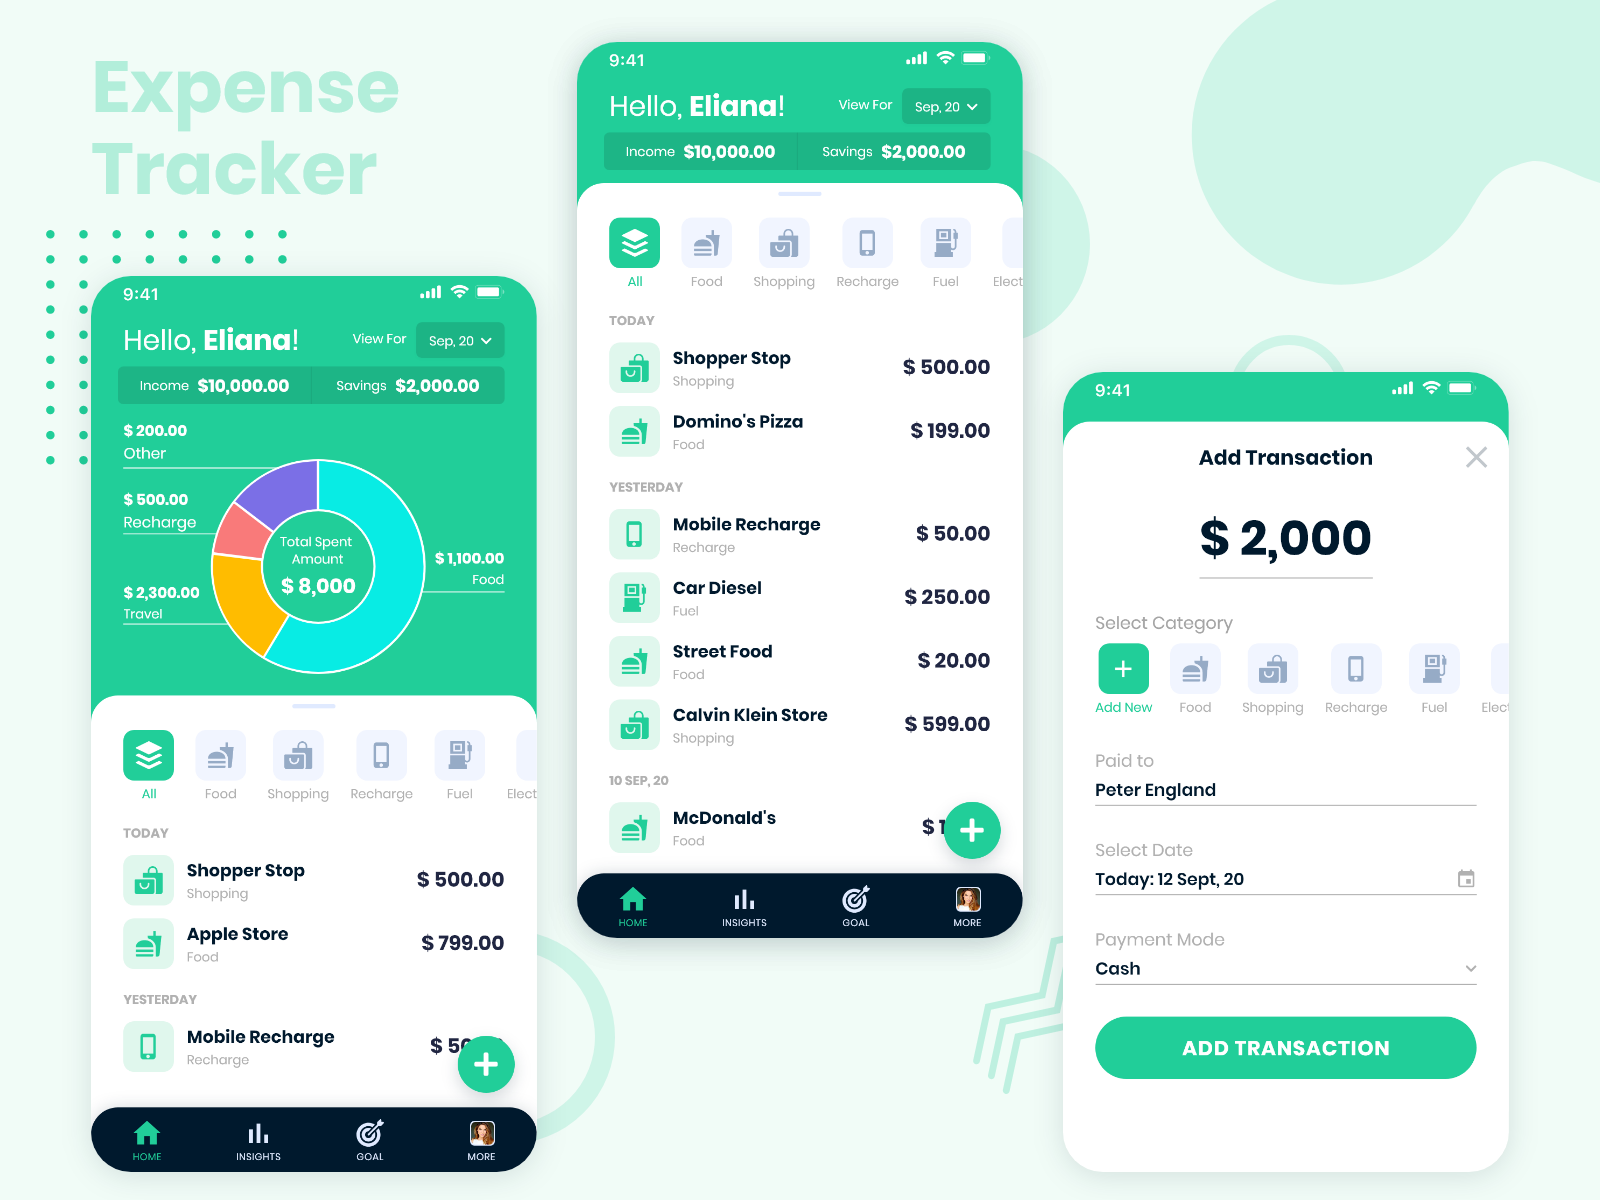 Expense
Tracker
9:41
Hello, Eliana!
View For
Sep, 20
Income $10,000.00
Savings $2,000.00
$ 200.00
Other
$ 500.00
Recharge
$ 2,300.00
Travel
Total Spent
Amount
$ 8,000
$ 1,100.00
Food
All
Food
Shopping
Recharge
Fuel
Elect
TODAY
Shopper Stop
Shopping
$ 500.00
Apple Store
Food
$ 799.00
YESTERDAY
Mobile Recharge
Recharge
HOME
INSIGHTS
GOAL
MORE
9:41
Hello, Eliana!
View For
Sep, 20
Income $10,000.00
Savings $2,000.00
All
Food
Shopping
Recharge
Fuel
Elect
TODAY
Shopper Stop
Shopping
$ 500.00
Domino's Pizza
Food
$ 199.00
YESTERDAY
Mobile Recharge
Recharge
$ 50.00
Car Diesel
Fuel
$ 250.00
Street Food
Food
$ 20.00
Calvin Klein Store
Shopping
$ 599.00
10 SEP, 20
McDonald's
Food
HOME
INSIGHTS
GOAL
MORE
9:41
Add Transaction
$ 2,000
Select Category
Add New
Food
Shopping
Recharge
Fuel
Elect
Paid to
Peter England
Select Date
Today: 12 Sept, 20
Payment Mode
Cash
ADD TRANSACTION